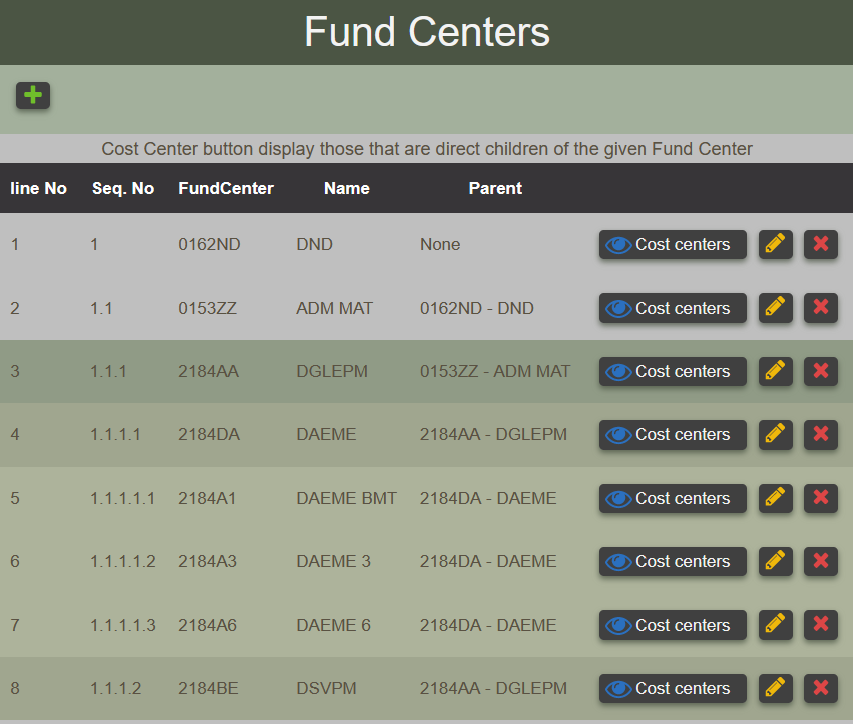 Fund Centers
Cost Center button display those that are direct children of the given Fund Center
line No Seq. No FundCenter Name Parent
1 1 0162ND DND None Cost centers
2 1.1 0153ZZ ADM MAT 0162ND - DND Cost centers
3 1.1.1 2184AA DGLEPM 0153ZZ - ADM MAT Cost centers
4 1.1.1.1 2184DA DAEME 2184AA - DGLEPM Cost centers
5 1.1.1.1.1 2184A1 DAEME BMT 2184DA - DAEME Cost centers
6 1.1.1.1.2 2184A3 DAEME 3 2184DA - DAEME Cost centers
7 1.1.1.1.3 2184A6 DAEME 6 2184DA - DAEME Cost centers
8 1.1.1.2 2184BE DSVPM 2184AA - DGLEPM Cost centers